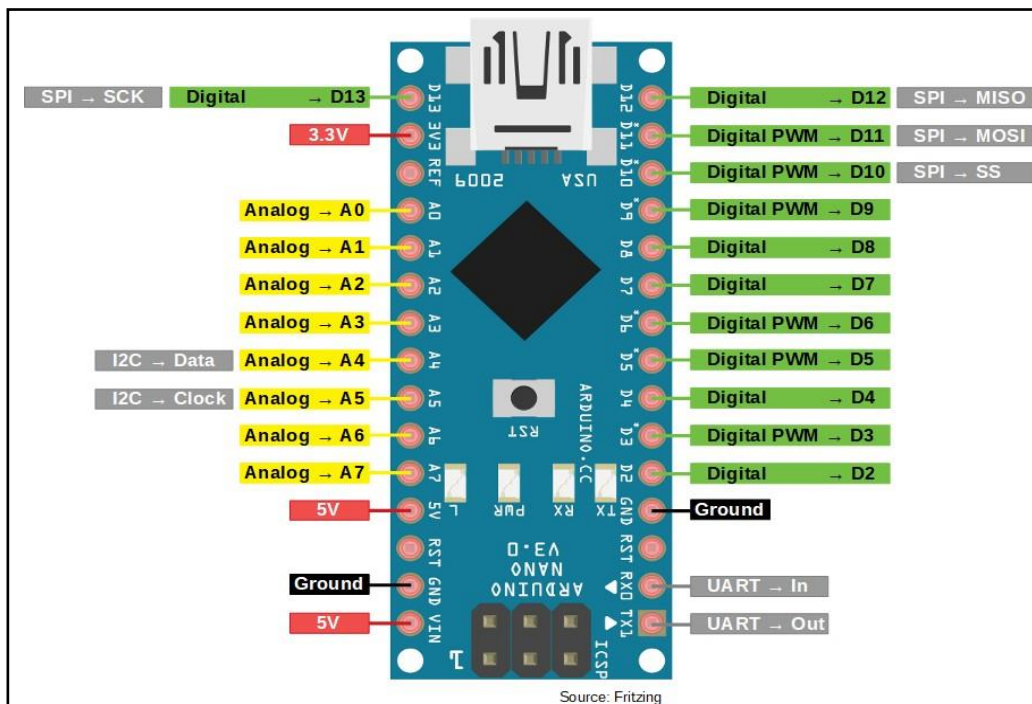 SPI → SCK Digital → D13 D13 D12 Digital → D12 SPI → MISO
3.3V 3V3 D11* Digital PWM → D11 SPI → MOSI
REF 2009 USA D10* Digital PWM → D10 SPI → SS
Analog → A0 A0 D9* Digital PWM → D9
Analog → A1 A1 D8 Digital → D8
Analog → A2 A2 D7 Digital → D7
Analog → A3 A3 D6* Digital PWM → D6
I2C → Data Analog → A4 A4 D5* Digital PWM → D5
I2C → Clock Analog → A5 A5 D4 Digital → D4
Analog → A6 A6 RST ARDUINO.CC D3* Digital PWM → D3
Analog → A7 A7 D2 Digital → D2
5V 5V L PWR RX TX GND Ground
RST RST
Ground GND RX0 UART → In
5V VIN TX1 UART → Out
ARDUINO
NANO
V3.0
1 ICSP
Source: Fritzing